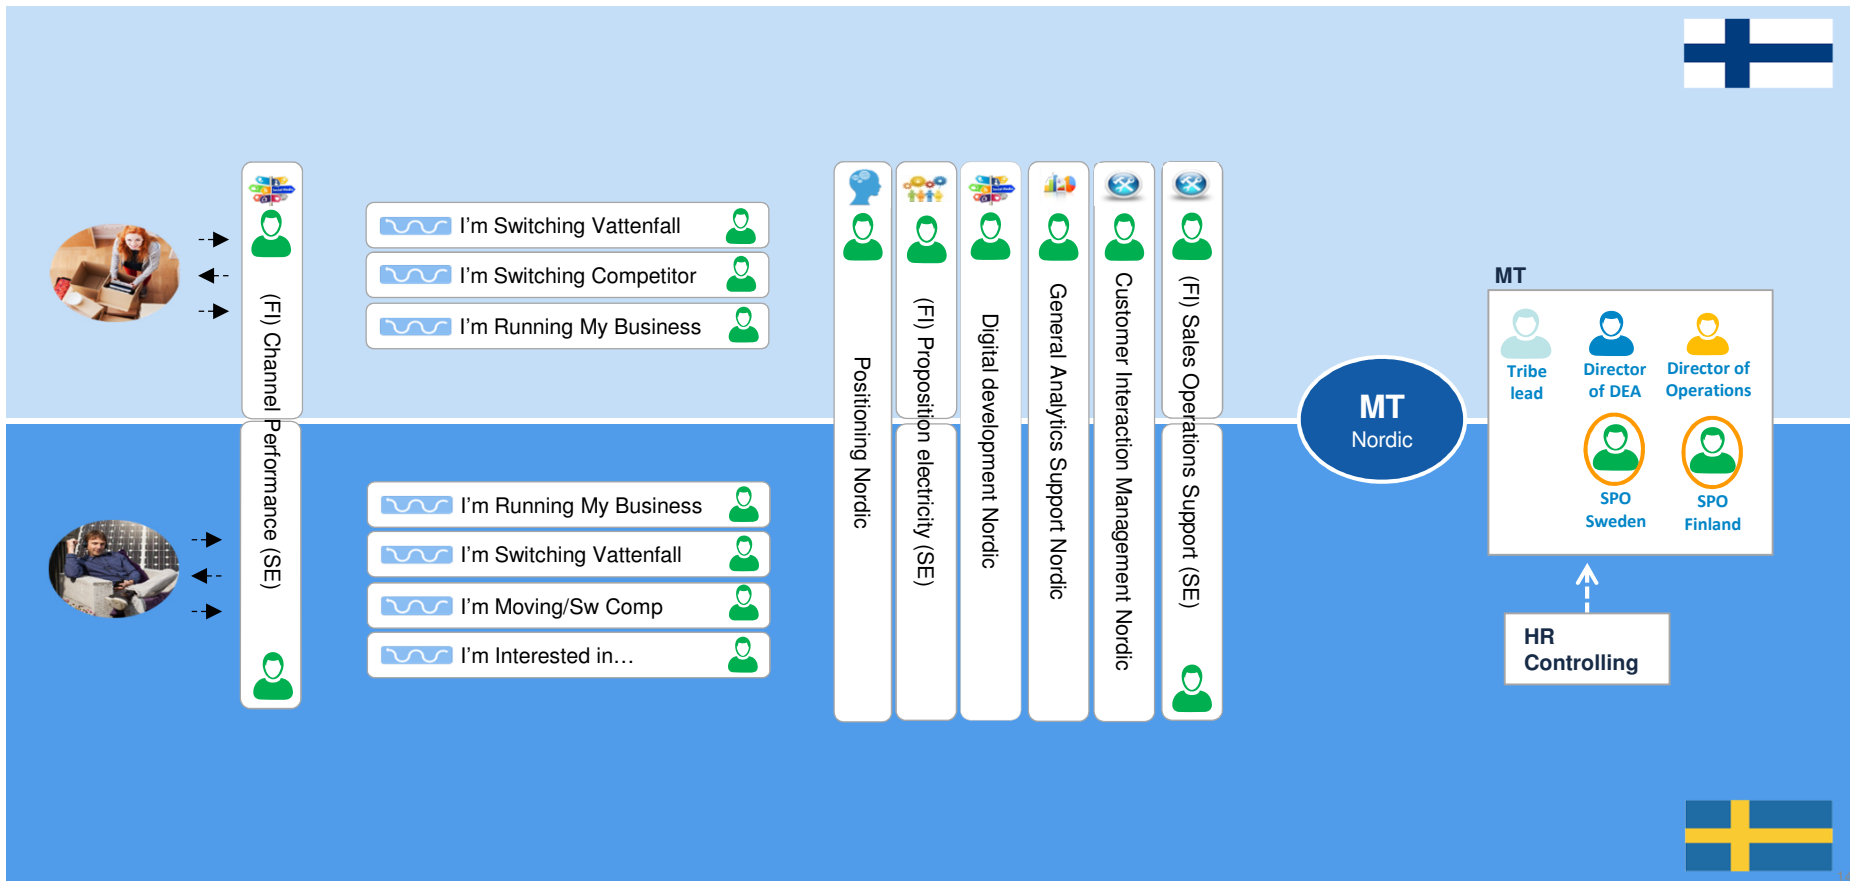 I'm Switching Vattenfall
I'm Switching Competitor
I'm Running My Business
(FI) Channel Performance (SE)
I'm Running My Business
I'm Switching Vattenfall
I'm Moving/Sw Comp
I'm Interested in…
Positioning Nordic
(FI) Proposition electricity (SE)
Digital development Nordic
General Analytics Support Nordic
Customer Interaction Management Nordic
(FI) Sales Operations Support (SE)
MT
Nordic
MT
Tribe
lead
Director
of DEA
Director of
Operations
SPO
Sweden
SPO
Finland
HR
Controlling